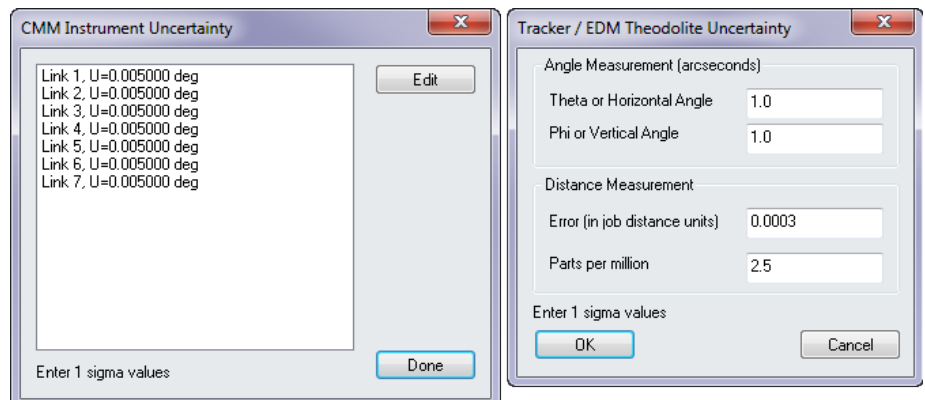 CMM Instrument Uncertainty
Link 1, U=0.005000 deg
Link 2, U=0.005000 deg
Link 3, U=0.005000 deg
Link 4, U=0.005000 deg
Link 5, U=0.005000 deg
Link 6, U=0.005000 deg
Link 7, U=0.005000 deg
Edit
Enter 1 sigma values
Done
Tracker / EDM Theodolite Uncertainty
Angle Measurement (arcseconds)
Theta or Horizontal Angle 1.0
Phi or Vertical Angle 1.0
Distance Measurement
Error (in job distance units) 0.0003
Parts per million 2.5
Enter 1 sigma values
OK Cancel